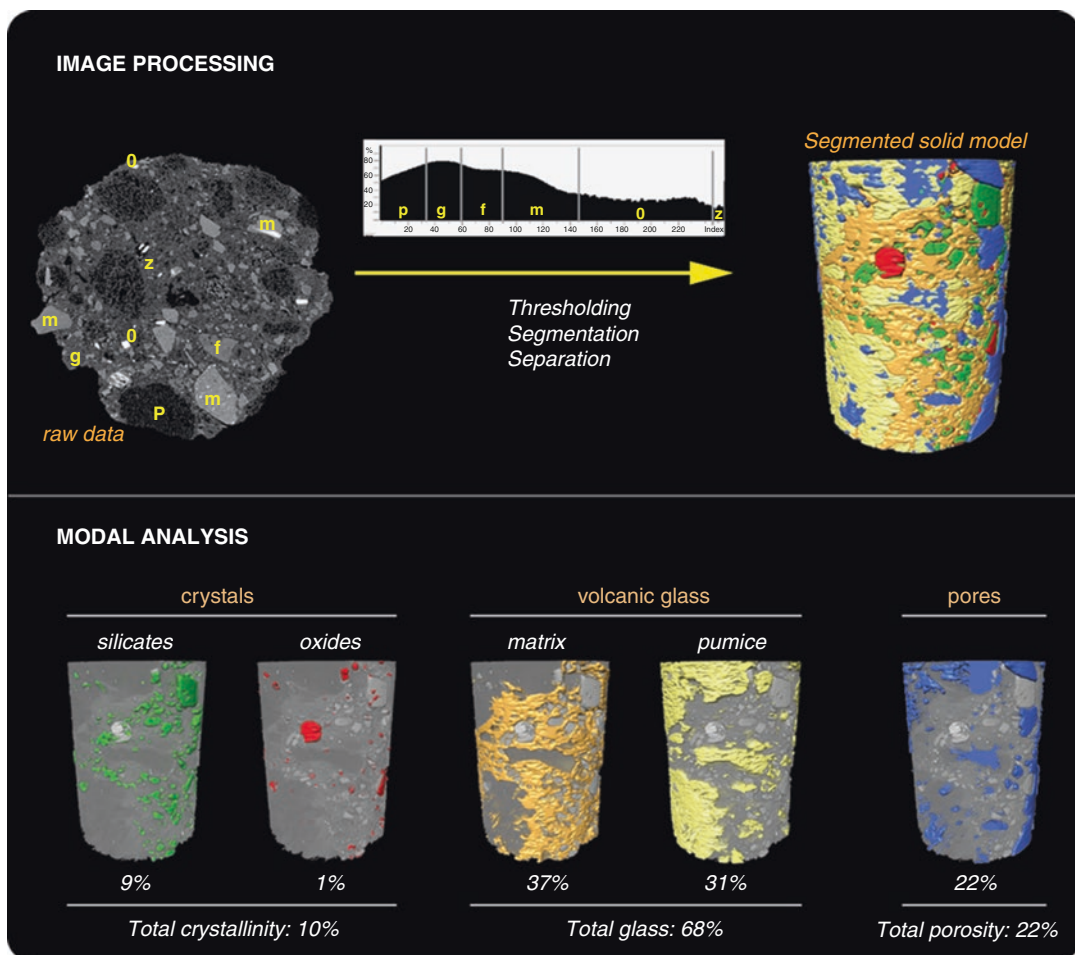 IMAGE PROCESSING
Segmented solid model
%
80
60
40
20
p g f m 0 z
20 40 60 80 100 120 140 160 180 200 220 Index
0
m
z
m
g
0
f
m
P
raw data
Thresholding
Segmentation
Separation
MODAL ANALYSIS
crystals volcanic glass pores
silicates oxides matrix pumice
9% 1% 37% 31% 22%
Total crystallinity: 10% Total glass: 68% Total porosity: 22%